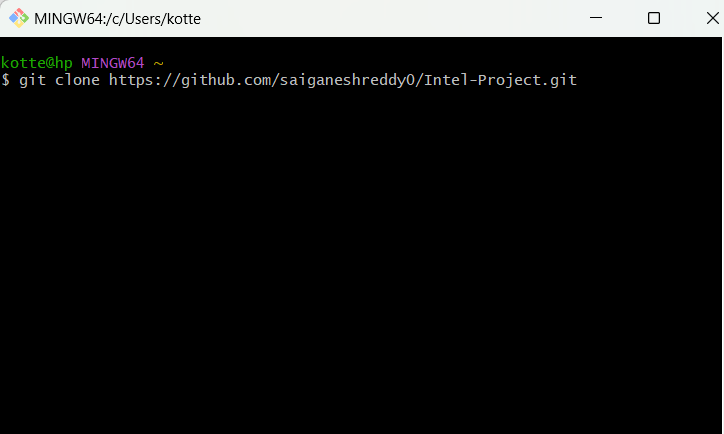 MINGW64:/c/Users/kotte
kotte@hp MINGW64 ~
$ git clone https://github.com/saiganeshreddy0/Intel-Project.git